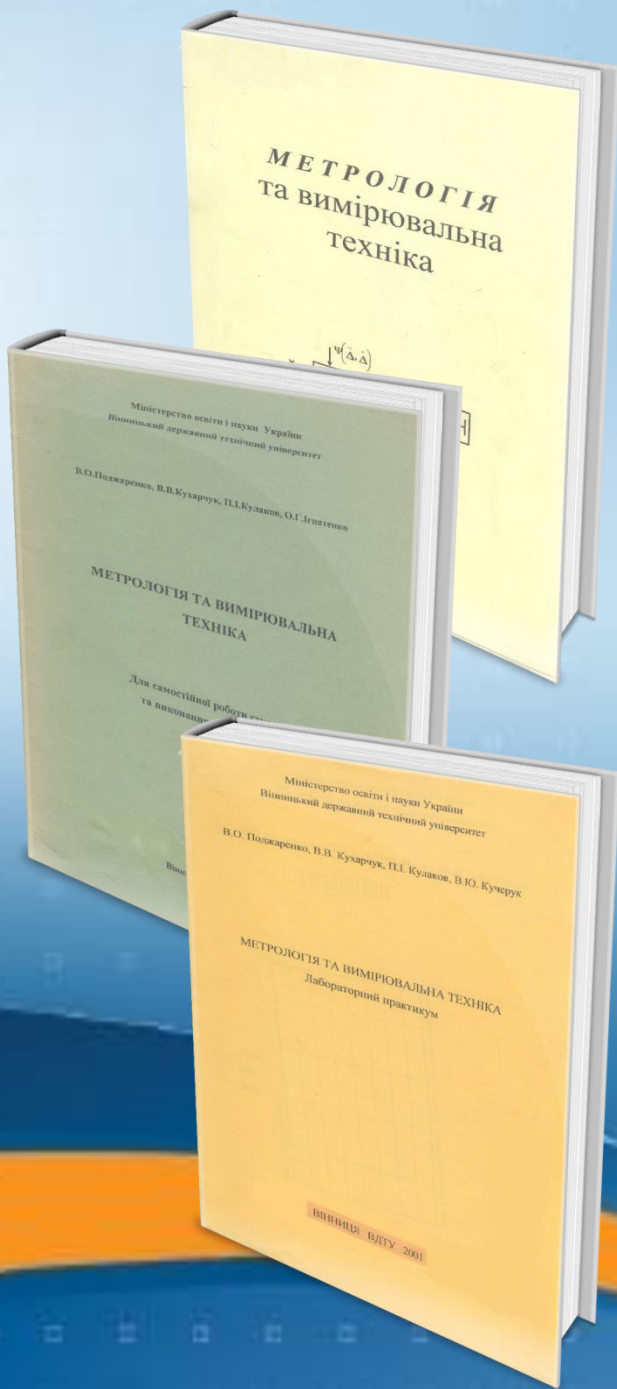 МЕТРОЛОГІЯ
та вимірювальна
техніка
Ψ(Δ, Δ)
Н
Міністерство освіти і науки України
Вінницький державний технічний університет
В.О.Поджаренко, В.В.Кухарчук, П.І.Кулаков, О.Г.Ігнатенко
МЕТРОЛОГІЯ ТА ВИМІРЮВАЛЬНА
ТЕХНІКА
Для самостійної роботи
та виконання
Міністерство освіти і науки України
Вінницький державний технічний університет
В.О. Поджаренко, В.В. Кухарчук, П.І. Кулаков, В.Ю. Кучерук
МЕТРОЛОГІЯ ТА ВИМІРЮВАЛЬНА ТЕХНІКА
Лабораторний практикум
ВІННИЦЯ ВДТУ 2001